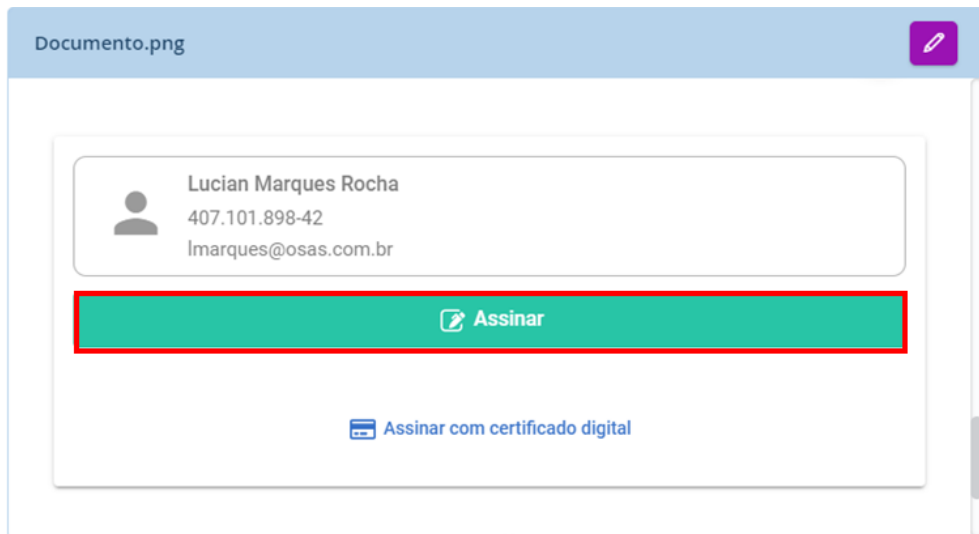 Documento.png
Lucian Marques Rocha
407.101.898-42
lmarques@osas.com.br
Assinar
Assinar com certificado digital